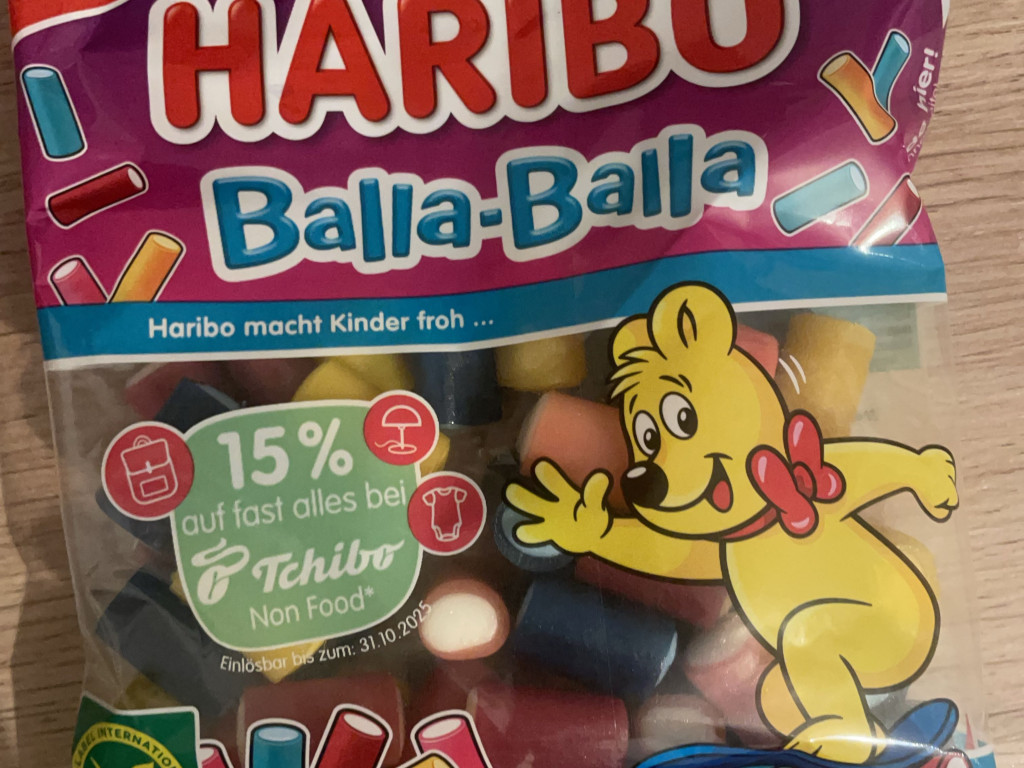 HARIBO
hier!
Balla-Balla
Haribo macht Kinder froh ...
15%
auf fast alles bei
Tchibo
Non Food*
Einlösbar bis zum: 31.10.2025